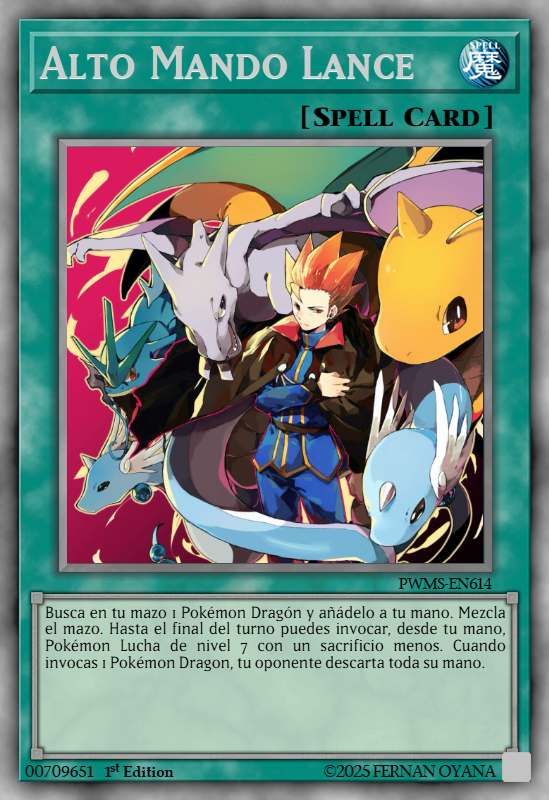 ALTO MANDO LANCE
SPELL
魔
[SPELL CARD]
PWMS-EN614
Busca en tu mazo 1 Pokémon Dragón y añádelo a tu mano. Mezcla
el mazo. Hasta el final del turno puedes invocar, desde tu mano,
Pokémon Lucha de nivel 7 con un sacrificio menos. Cuando
invocas 1 Pokémon Dragon, tu oponente descarta toda su mano.
00709651 1st Edition
©2025 FERNAN OYANA